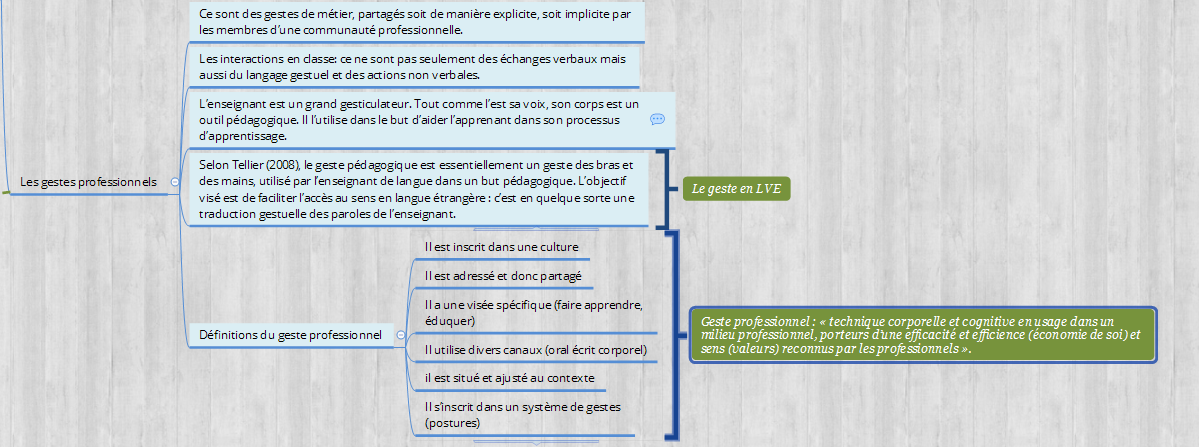 Ce sont des gestes de métier, partagés soit de manière explicite, soit implicite par
les membres d'une communauté professionnelle.
Les interactions en classe: ce ne sont pas seulement des échanges verbaux mais
aussi du langage gestuel et des actions non verbales.
L'enseignant est un grand gesticulateur. Tout comme l'est sa voix, son corps est un
outil pédagogique. Il l'utilise dans le but d'aider l'apprenant dans son processus
d'apprentissage.
Les gestes professionnels
Selon Tellier (2008), le geste pédagogique est essentiellement un geste des bras et
des mains, utilisé par l'enseignant de langue dans un but pédagogique. L'objectif
visé est de faciliter l'accès au sens en langue étrangère : c'est en quelque sorte une
traduction gestuelle des paroles de l'enseignant.
Le geste en LVE
Définitions du geste professionnel
Il est inscrit dans une culture
Il est adressé et donc partagé
Il a une visée spécifique (faire apprendre,
éduquer)
Il utilise divers canaux (oral écrit corporel)
il est situé et ajusté au contexte
Il s'inscrit dans un système de gestes
(postures)
Geste professionnel : « technique corporelle et cognitive en usage dans un
milieu professionnel, porteurs d'une efficacité et efficience (économie de soi) et
sens (valeurs) reconnus par les professionnels ».